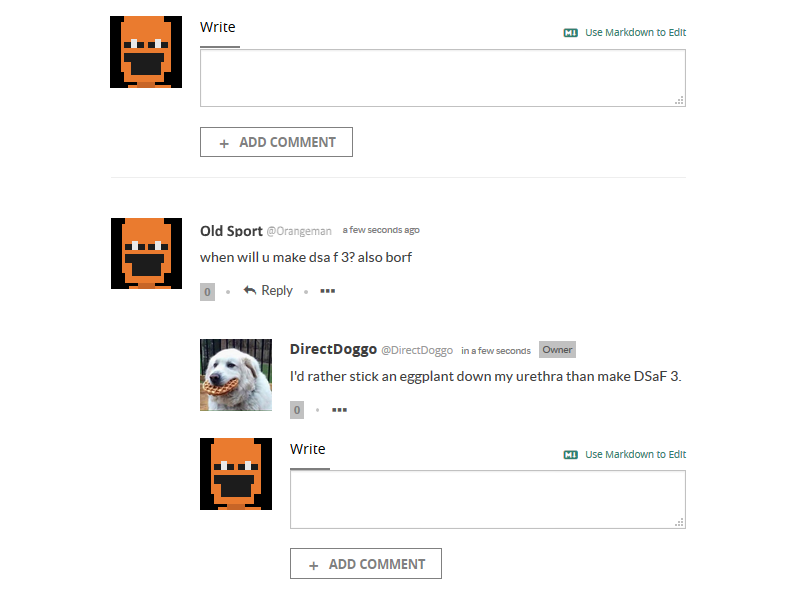 Write
M↓ Use Markdown to Edit
+ ADD COMMENT
Old Sport @Orangeman a few seconds ago
when will u make dsa f 3? also borf
0 • Reply • •••
DirectDoggo @DirectDoggo in a few seconds Owner
I'd rather stick an eggplant down my urethra than make DSaF 3.
0 • •••
Write
M↓ Use Markdown to Edit
+ ADD COMMENT